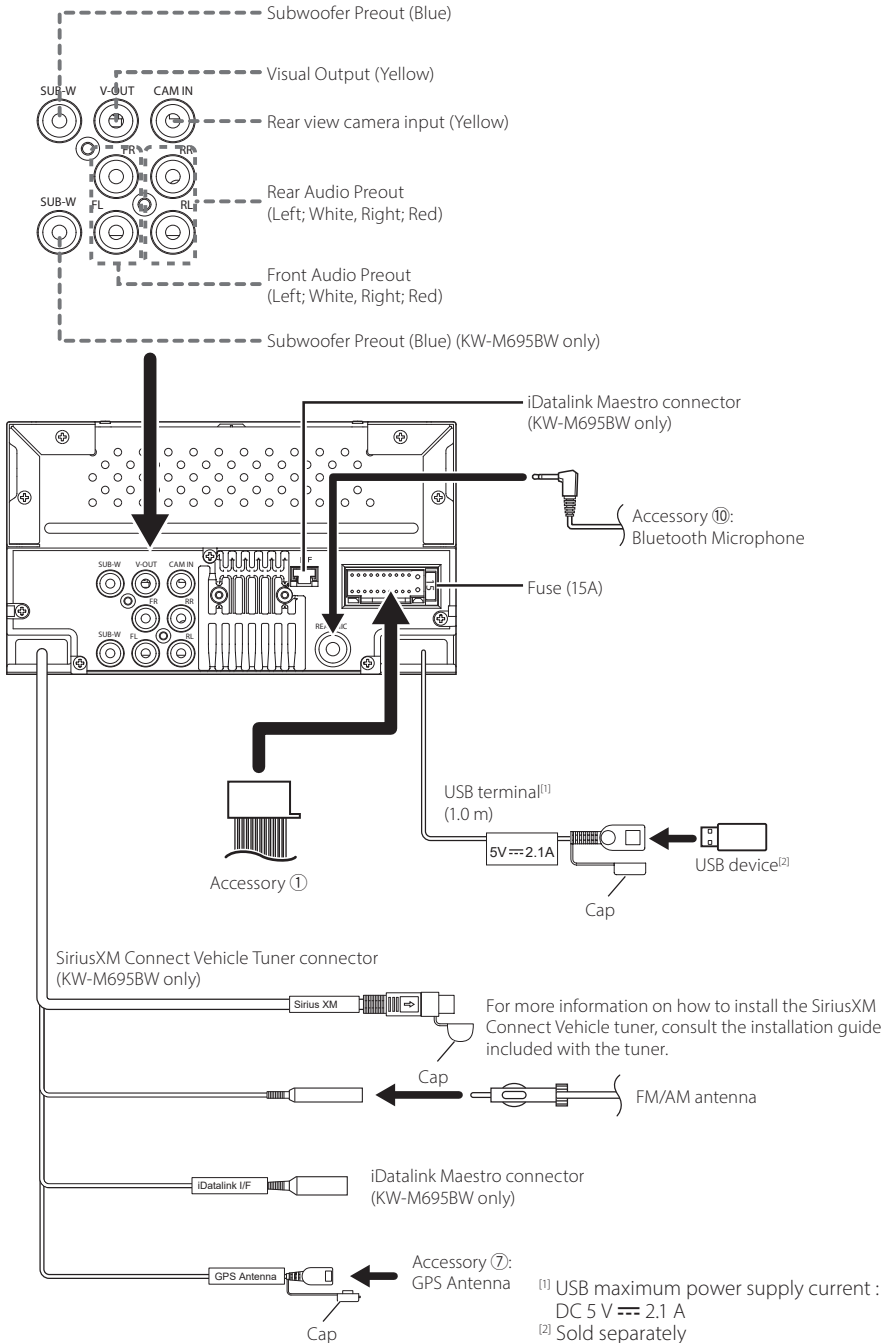 Subwoofer Preout (Blue)
Visual Output (Yellow)
SUB-W V-OUT CAM IN
Rear view camera input (Yellow)
FR RR
Rear Audio Preout
(Left; White, Right; Red)
SUB-W FL RL
Front Audio Preout
(Left; White, Right; Red)
Subwoofer Preout (Blue) (KW-M695BW only)
iDatalink Maestro connector
(KW-M695BW only)
Accessory ⑩:
Bluetooth Microphone
SUB-W V-OUT CAM IN
FR RR
SUB-W FL RL
15
Fuse (15A)
USB terminal[1]
(1.0 m)
5V ⎓ 2.1A
USB device[2]
Cap
Accessory ①
SiriusXM Connect Vehicle Tuner connector
(KW-M695BW only)
Sirius XM
For more information on how to install the SiriusXM
Connect Vehicle tuner, consult the installation guide
included with the tuner.
Cap
FM/AM antenna
iDatalink I/F
iDatalink Maestro connector
(KW-M695BW only)
GPS Antenna
Accessory ⑦:
GPS Antenna
Cap
[1] USB maximum power supply current :
DC 5 V ⎓ 2.1 A
[2] Sold separately